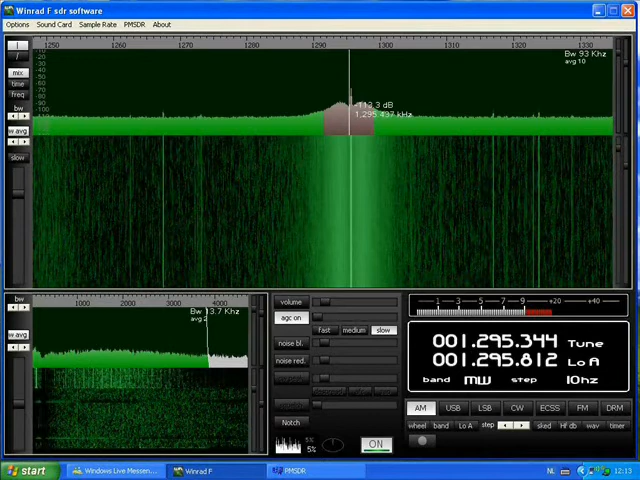 Winrad F sdr software
Options Sound Card Sample Rate PMSDR About
1250 1260 1270 1280 1290 1300 1310 1320 1330
Bw 93 Khz
avg 10
mix
time
freq
bw
w avg
slow
-112.3 dB
1,295.437 kHz
bw
w avg
1000 2000 3000 4000
Bw 13.7 Khz
avg 2
volume
agc on
fast medium slow
noise bl.
noise red.
Notch
5%
5%
ON
1 3 5 7 9 +20 +40
001.295.344 Tune
001.295.812 Lo A
band MW step 10hz
AM USB LSB CW ECSS FM DRM
wheel band Lo A step sked HF db wav timer
start Windows Live Messen... Winrad F PMSDR NL 12:13